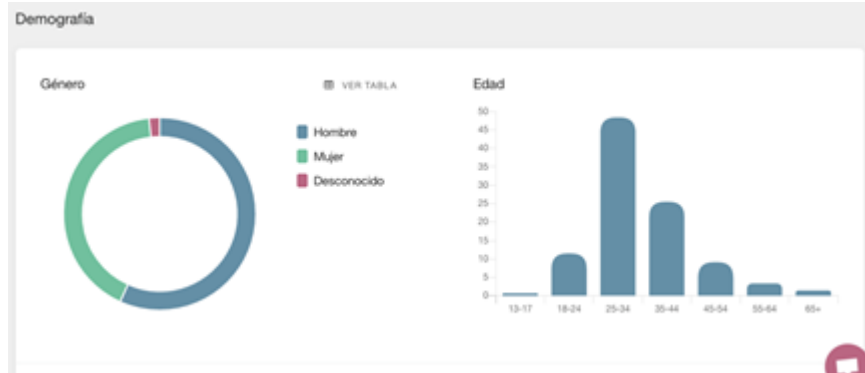 Demografía
Género
VER TABLA
Hombre
Mujer
Desconocido
Edad
50
45
40
35
30
25
20
15
10
5
0
13-17 18-24 25-34 35-44 45-54 55-64 65+